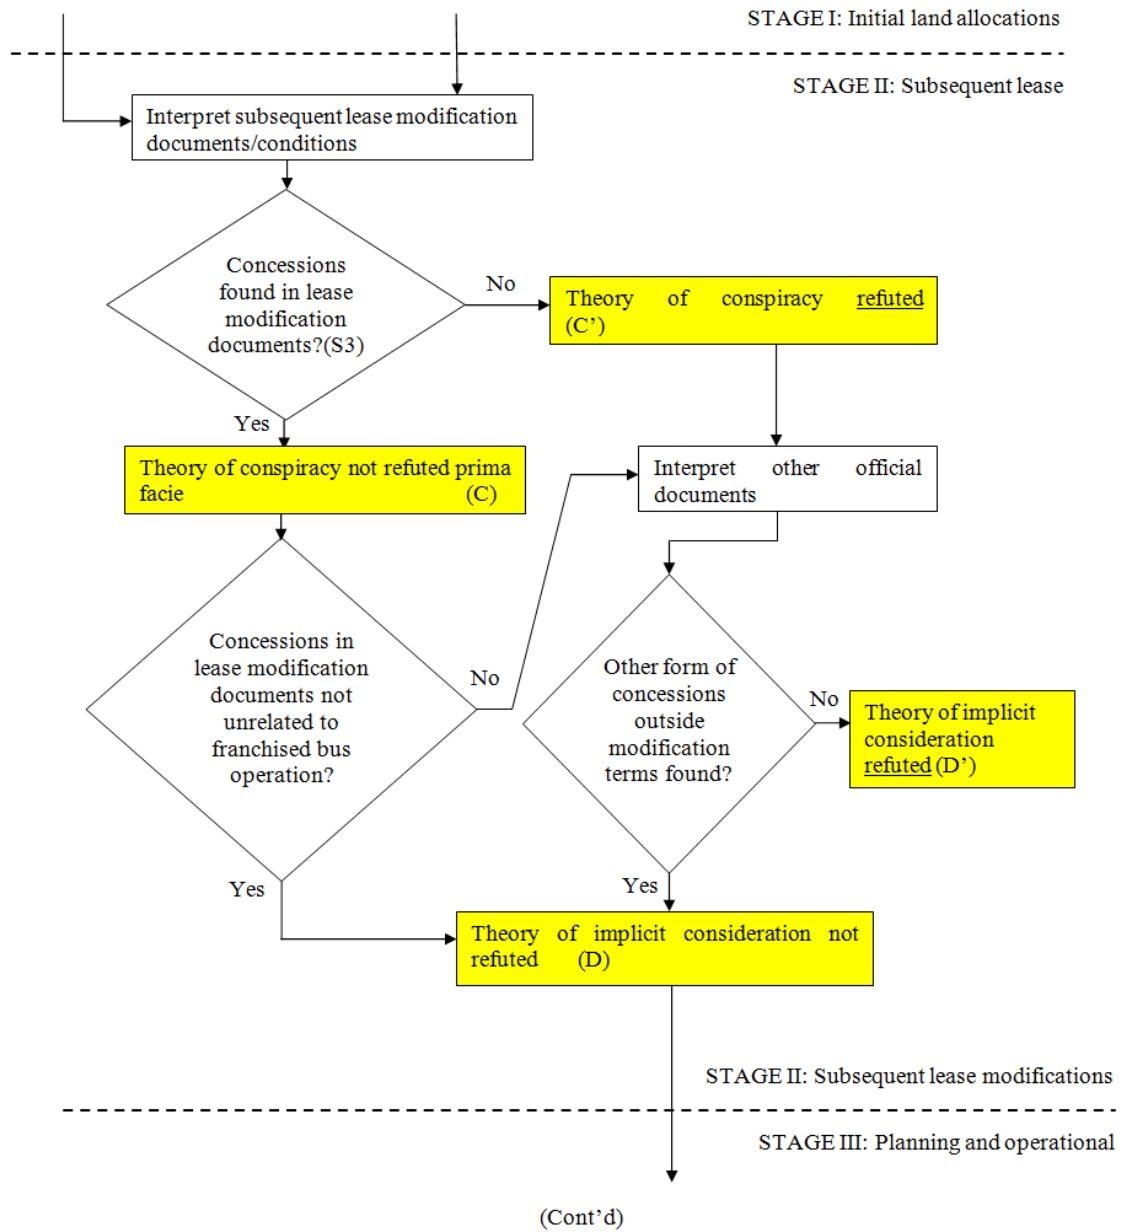 STAGE I: Initial land allocations
STAGE II: Subsequent lease
Interpret subsequent lease modification
documents/conditions
Concessions
found in lease
modification
documents?(S3)
No
Theory of conspiracy refuted
(C’)
Yes
Theory of conspiracy not refuted prima
facie (C)
Interpret other official
documents
Concessions in
lease modification
documents not
unrelated to
franchised bus
operation?
No
Other form of
concessions
outside
modification
terms found?
No
Theory of implicit
consideration
refuted (D’)
Yes
Yes
Theory of implicit consideration not
refuted (D)
STAGE II: Subsequent lease modifications
STAGE III: Planning and operational
(Cont’d)